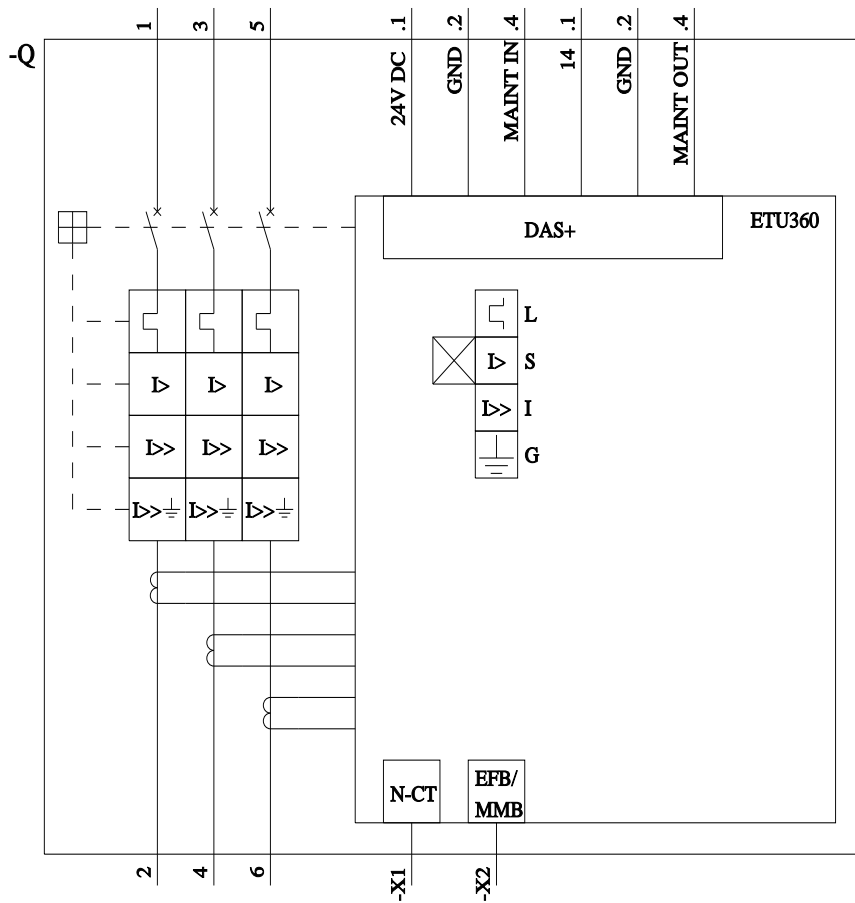 1 3 5 .1 .2 .4 .1 .2 .4
-Q
24V DC GND MAINT IN 14 GND MAINT OUT
DAS+ ETU360
L
I> I> I> I> S
I>> I>> I>> I>> I
I>> I>> I>> G
N-CT EFB/
MMB
2 4 6 -X1 -X2